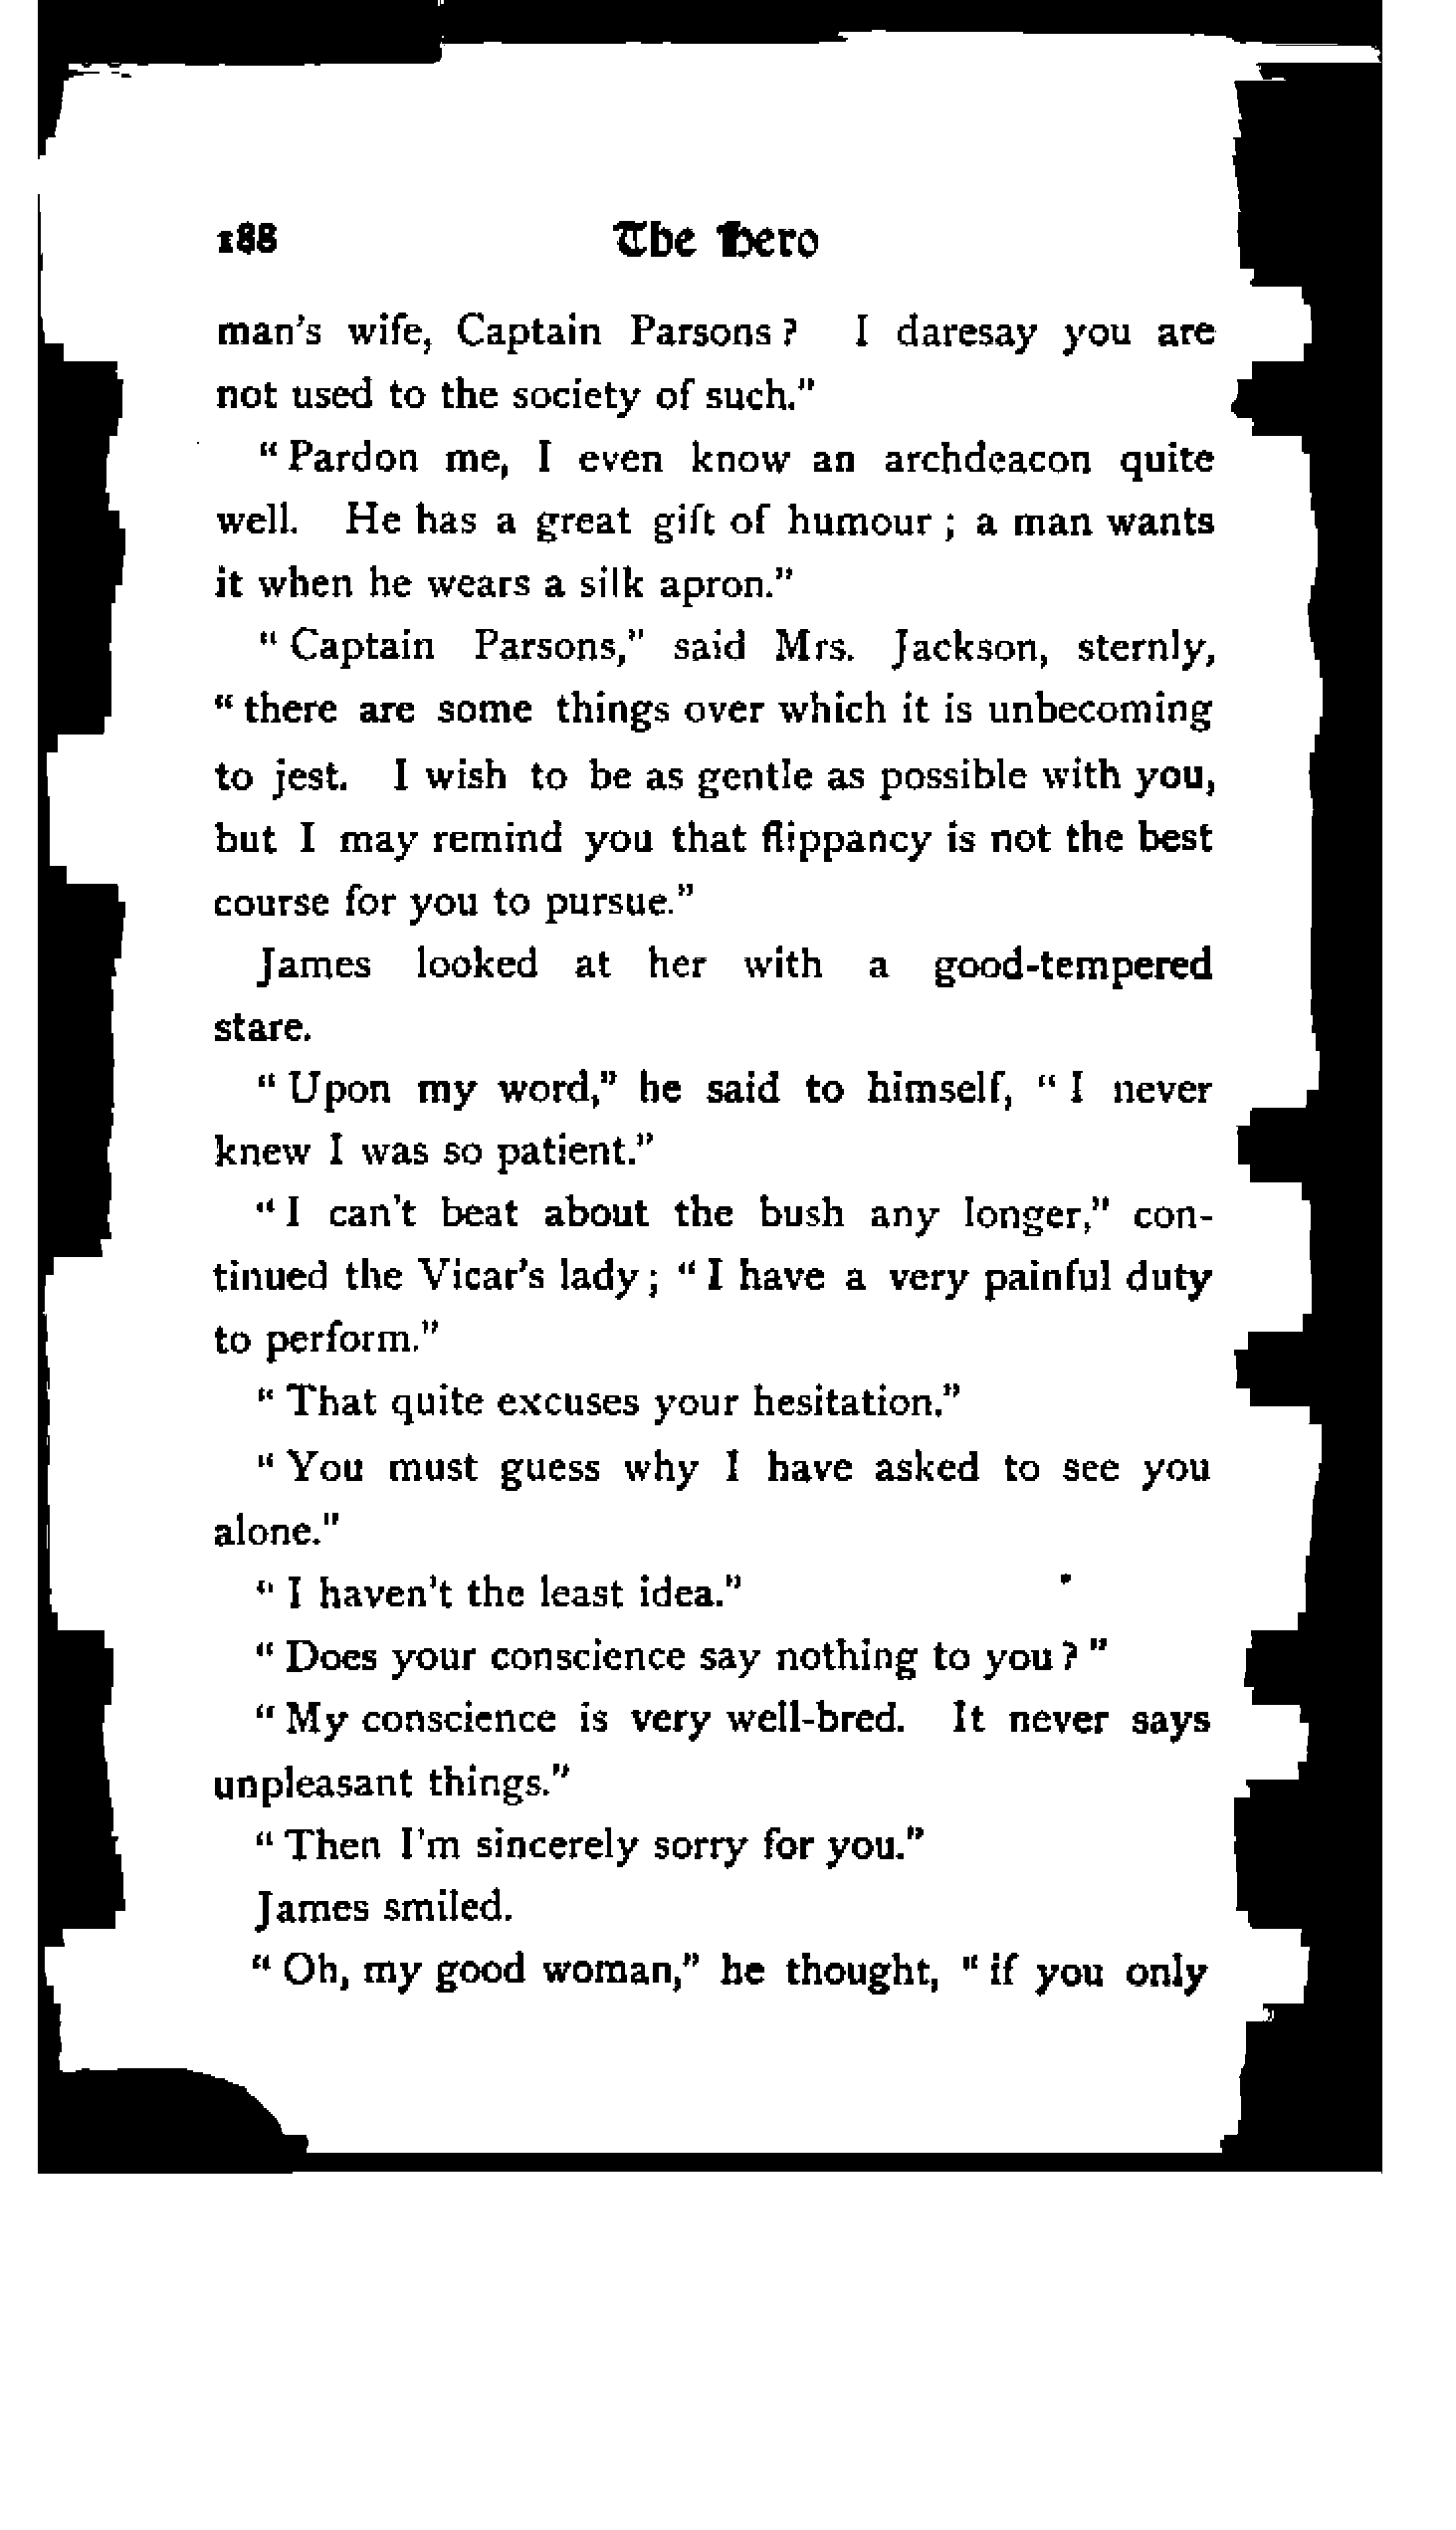 188 The Hero
man's wife, Captain Parsons? I daresay you are
not used to the society of such."
"Pardon me, I even know an archdeacon quite
well. He has a great gift of humour; a man wants
it when he wears a silk apron."
"Captain Parsons," said Mrs. Jackson, sternly,
"there are some things over which it is unbecoming
to jest. I wish to be as gentle as possible with you,
but I may remind you that flippancy is not the best
course for you to pursue."
James looked at her with a good-tempered
stare.
"Upon my word," he said to himself, "I never
knew I was so patient."
"I can't beat about the bush any longer," con-
tinued the Vicar's lady; "I have a very painful duty
to perform."
"That quite excuses your hesitation."
"You must guess why I have asked to see you
alone."
"I haven't the least idea."
"Does your conscience say nothing to you?"
"My conscience is very well-bred. It never says
unpleasant things."
"Then I'm sincerely sorry for you."
James smiled.
"Oh, my good woman," he thought, "if you only